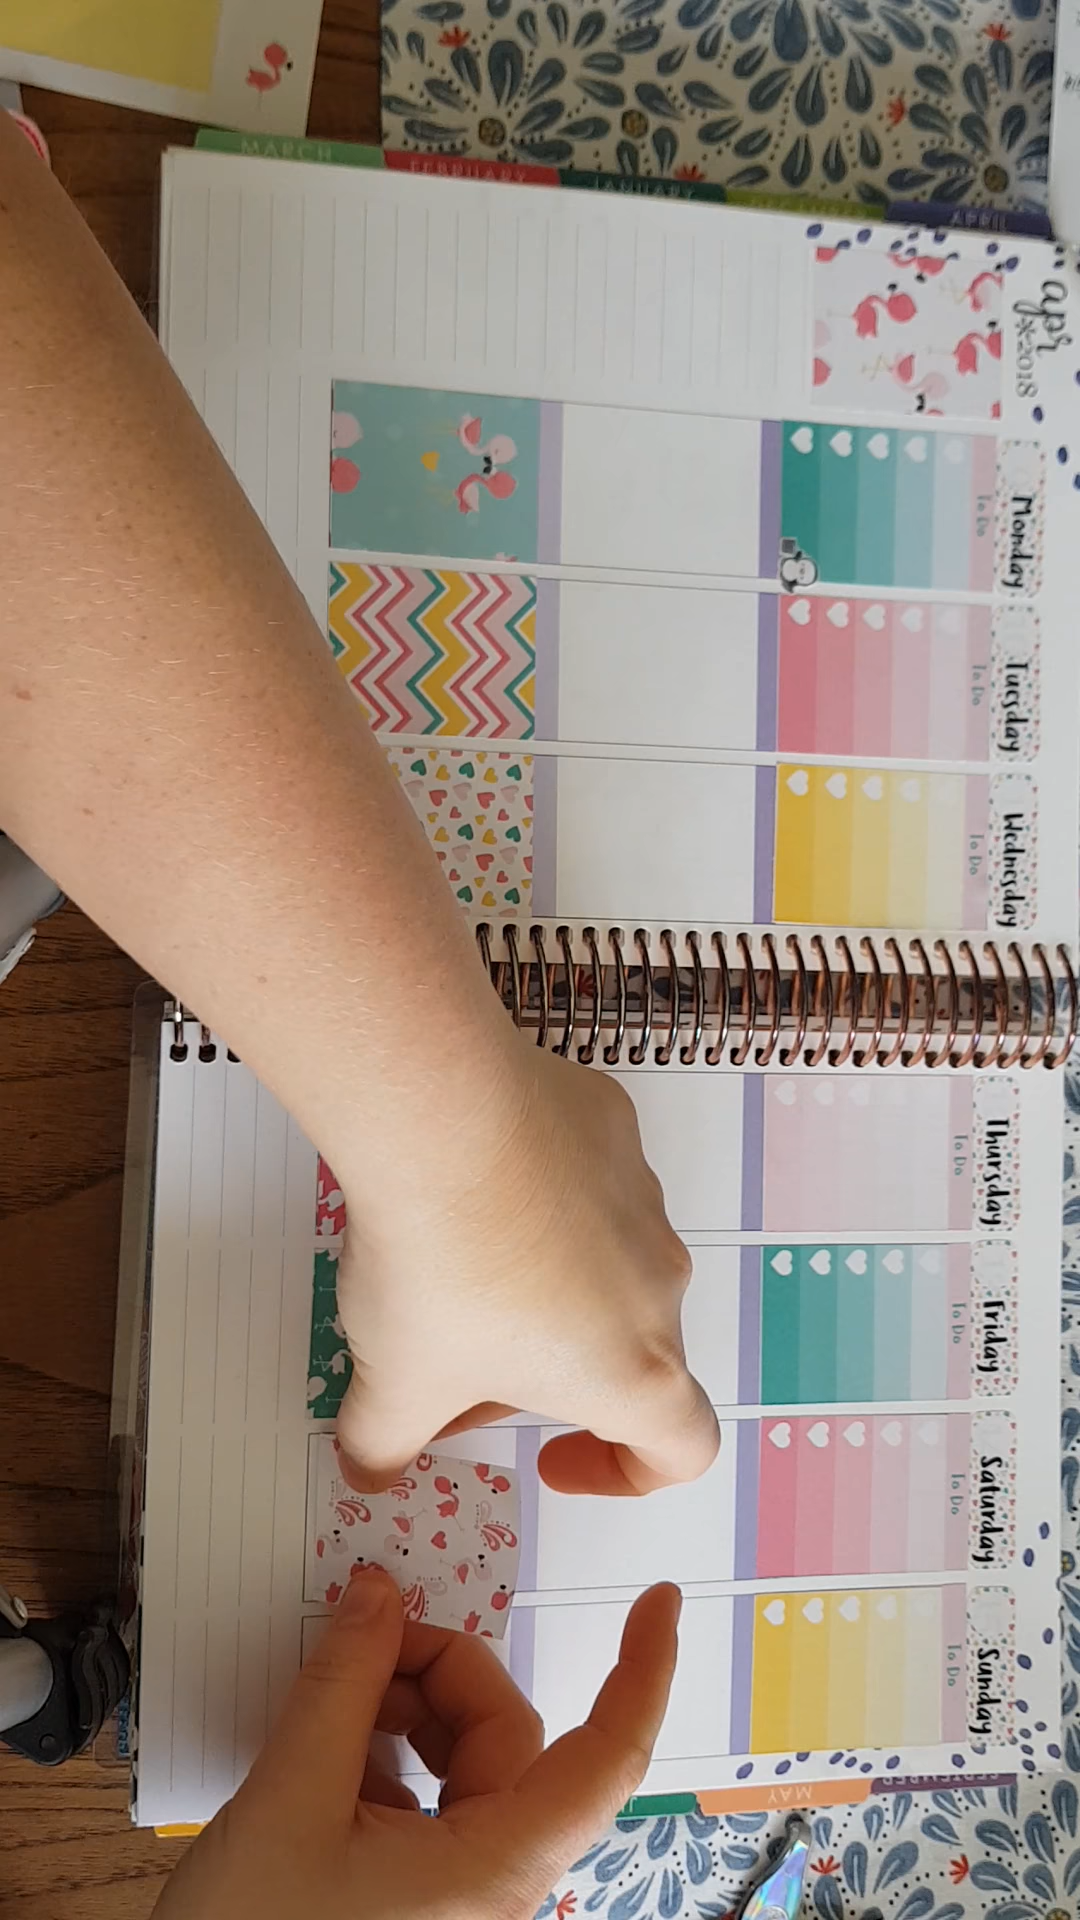 MARCH
FEBRUARY
JANUARY
APRIL
apr
2018
Monday
To Do
Tuesday
To Do
Wednesday
To Do
Thursday
To Do
Friday
To Do
Saturday
To Do
Sunday
To Do
MAY
SEPTEMBER